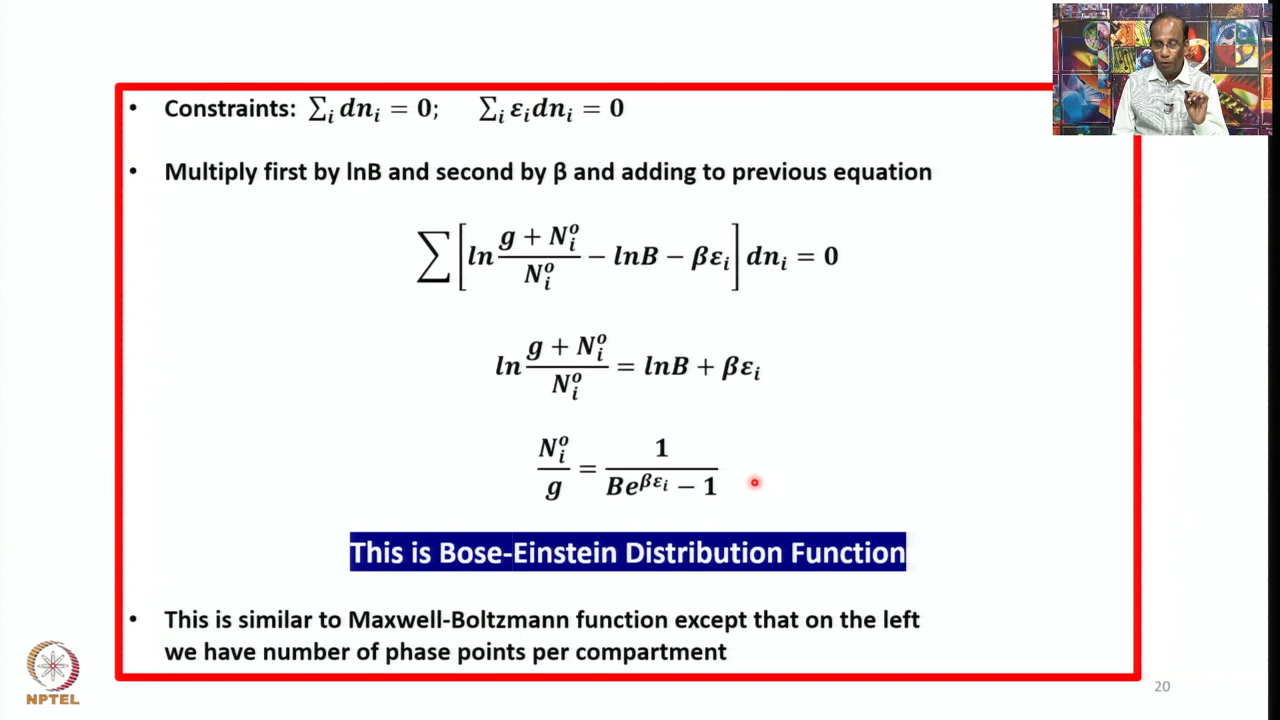 • Constraints: ∑ᵢ dnᵢ = 0; ∑ᵢ εᵢdnᵢ = 0
• Multiply first by lnB and second by β and adding to previous equation
∑ [ln (g + Nᵢᵒ)/Nᵢᵒ − lnB − βεᵢ] dnᵢ = 0
ln (g + Nᵢᵒ)/Nᵢᵒ = lnB + βεᵢ
Nᵢᵒ/g = 1/(Be^{βεᵢ} − 1)
This is Bose-Einstein Distribution Function
• This is similar to Maxwell-Boltzmann function except that on the left
we have number of phase points per compartment
NPTEL
20